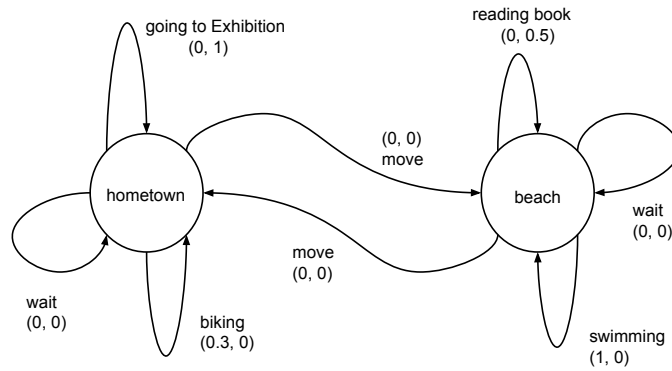 going to Exhibition
(0, 1)
reading book
(0, 0.5)
(0, 0)
move
hometown
beach
wait
(0, 0)
move
(0, 0)
wait
(0, 0)
biking
(0.3, 0)
swimming
(1, 0)